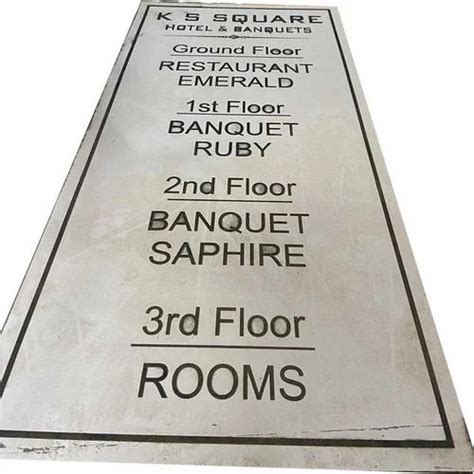 K S SQUARE
HOTEL & BANQUETS
Ground Floor
RESTAURANT
EMERALD
1st Floor
BANQUET
RUBY
2nd Floor
BANQUET
SAPHIRE
3rd Floor
ROOMS